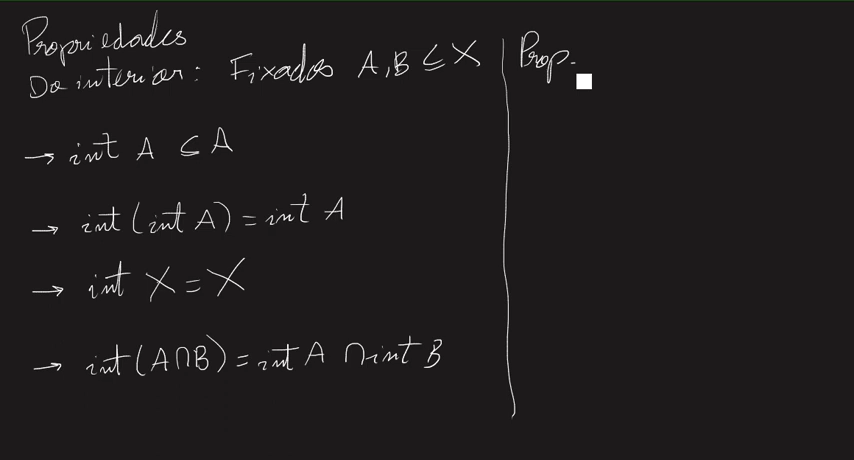 Propriedades
Do interior: Fixados A, B ⊆ X
→ int A ⊆ A
→ int (int A) = int A
→ int X = X
→ int (A∩B) = int A ∩ int B
Prop.